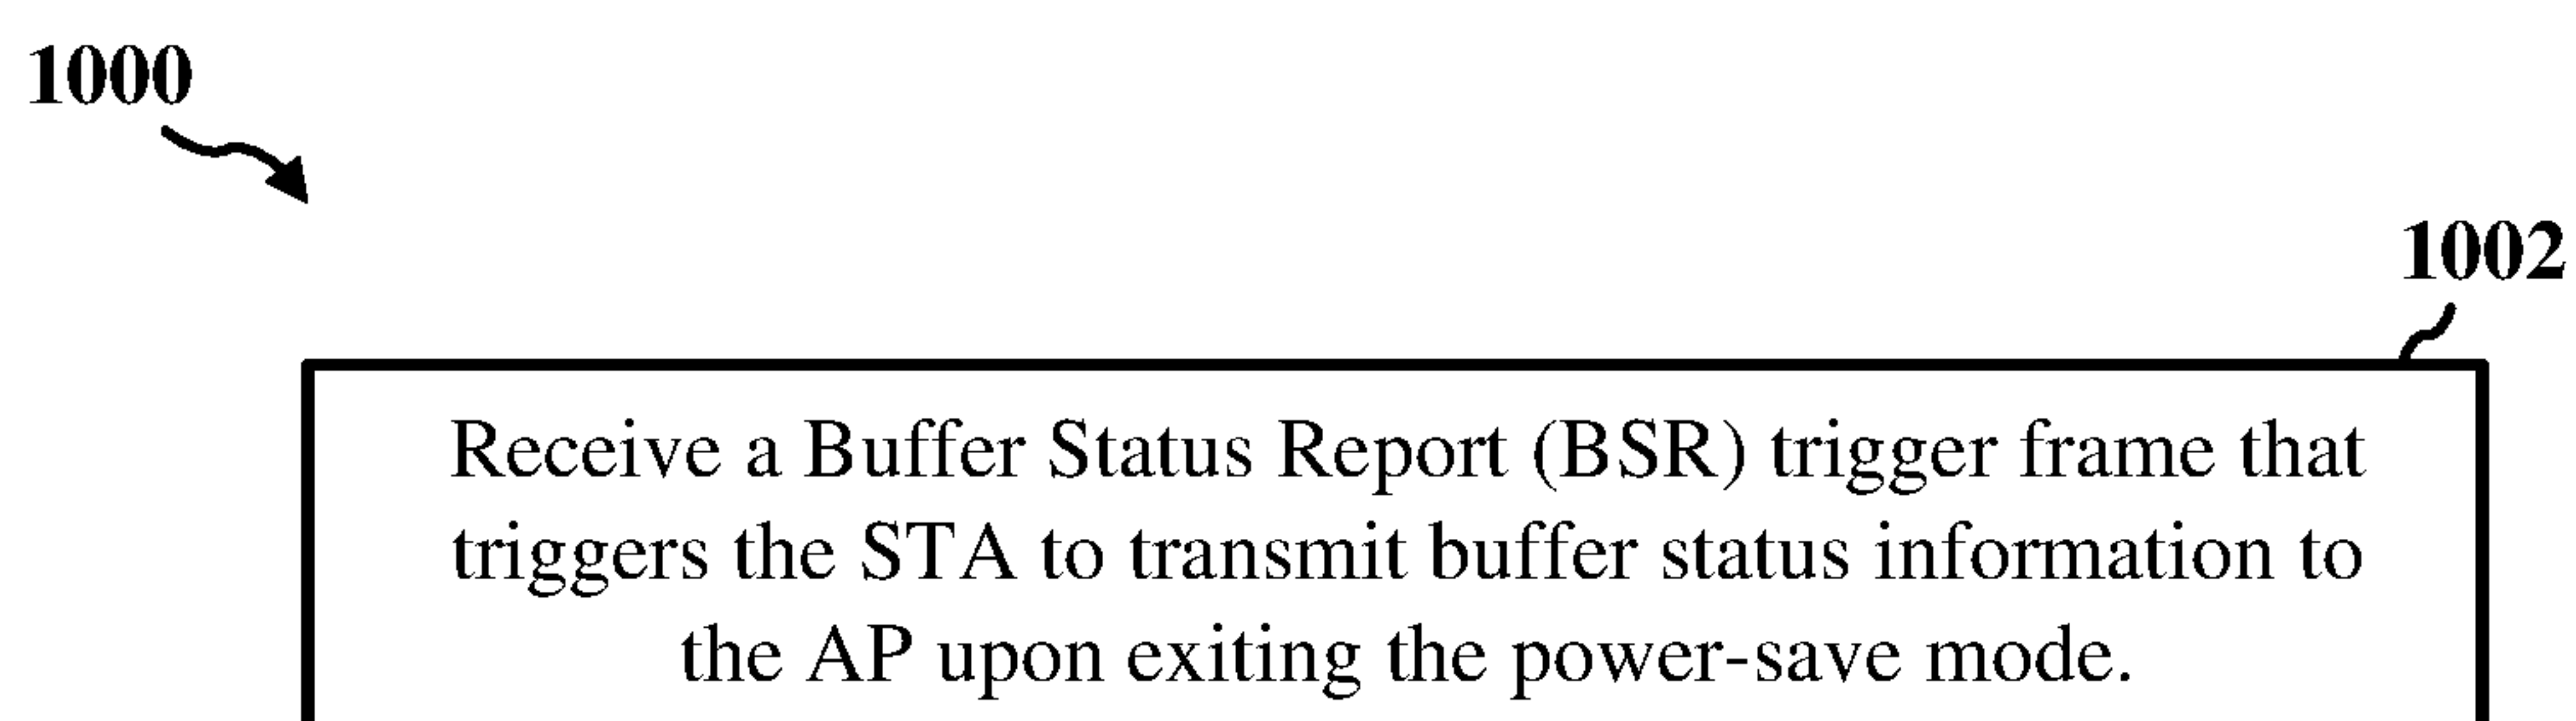 1000
1002
Receive a Buffer Status Report (BSR) trigger frame that
triggers the STA to transmit buffer status information to
the AP upon exiting the power-save mode.